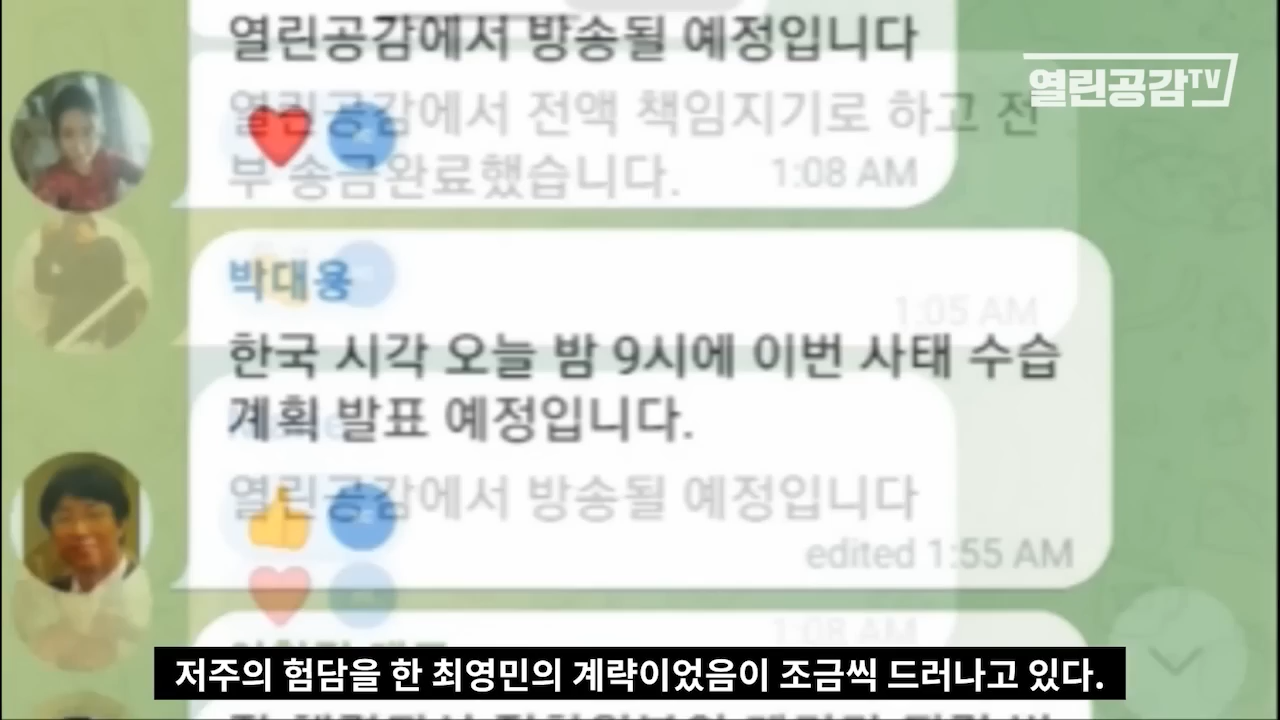 열린공감에서 방송될 예정입니다
열린공감TV
열린공감에서 전액 책임지기로 하고 전
부 송금완료했습니다.
1:08 AM
박대용
1:05 AM
한국 시각 오늘 밤 9시에 이번 사태 수습
계획 발표 예정입니다.
열린공감에서 방송될 예정입니다
edited 1:55 AM
1:08 AM
저주의 험담을 한 최영민의 계략이었음이 조금씩 드러나고 있다.